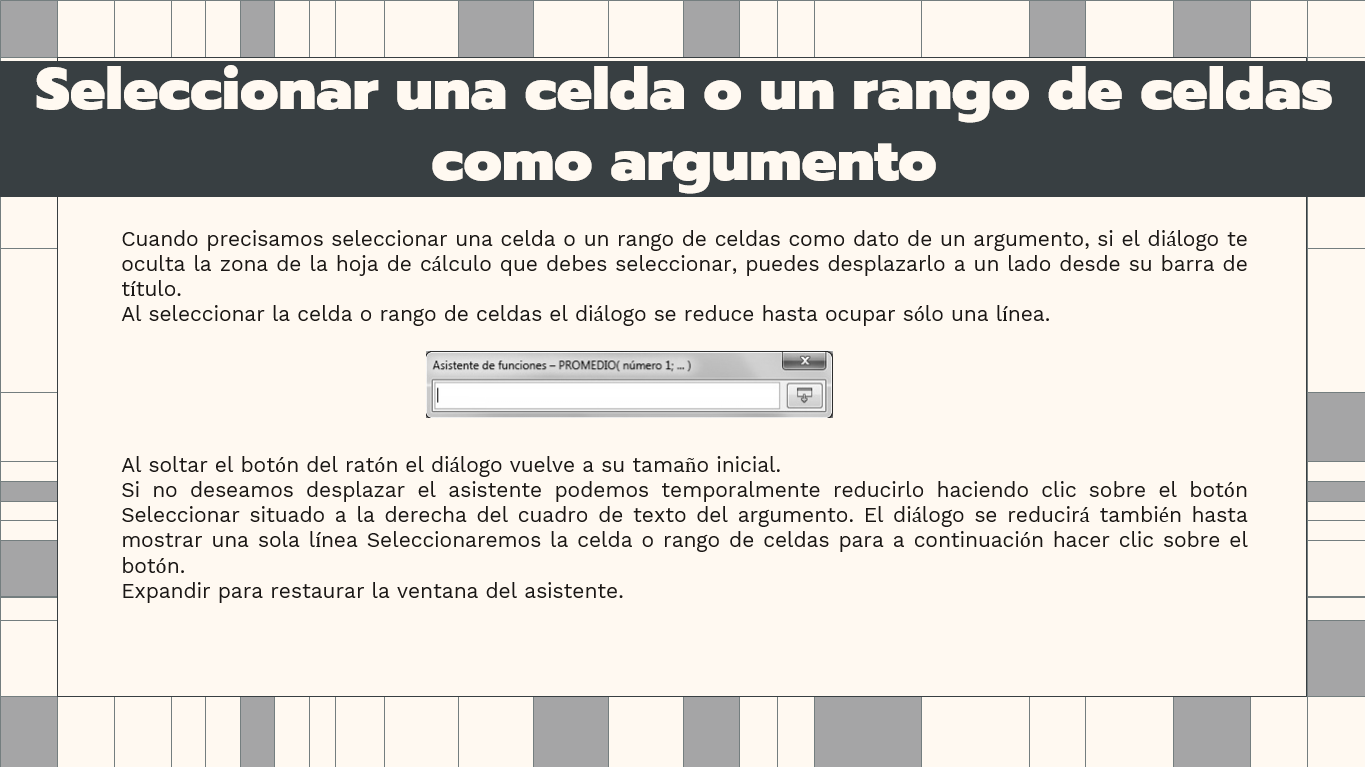 Seleccionar una celda o un rango de celdas
como argumento
Cuando precisamos seleccionar una celda o un rango de celdas como dato de un argumento, si el diálogo te
oculta la zona de la hoja de cálculo que debes seleccionar, puedes desplazarlo a un lado desde su barra de
título.
Al seleccionar la celda o rango de celdas el diálogo se reduce hasta ocupar sólo una línea.
Asistente de funciones – PROMEDIO( número 1; ... )
Al soltar el botón del ratón el diálogo vuelve a su tamaño inicial.
Si no deseamos desplazar el asistente podemos temporalmente reducirlo haciendo clic sobre el botón
Seleccionar situado a la derecha del cuadro de texto del argumento. El diálogo se reducirá también hasta
mostrar una sola línea Seleccionaremos la celda o rango de celdas para a continuación hacer clic sobre el
botón.
Expandir para restaurar la ventana del asistente.